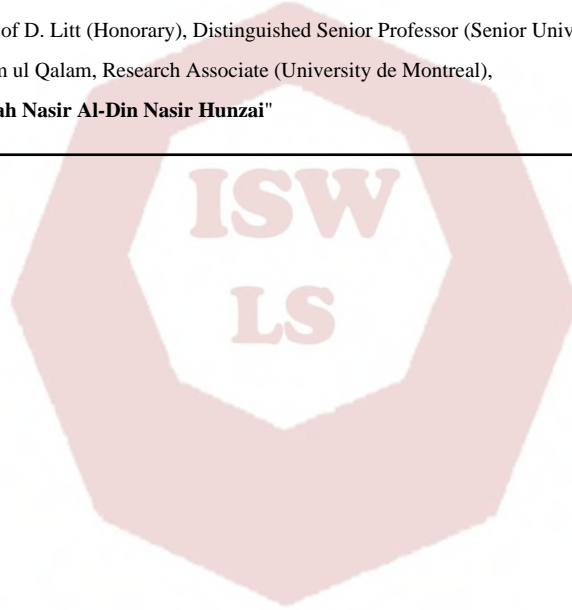 of D. Litt (Honorary), Distinguished Senior Professor (Senior Univ
ul Qalam, Research Associate (University de Montreal),
Nasir Al-Din Nasir Hunzai"
ISW
LS